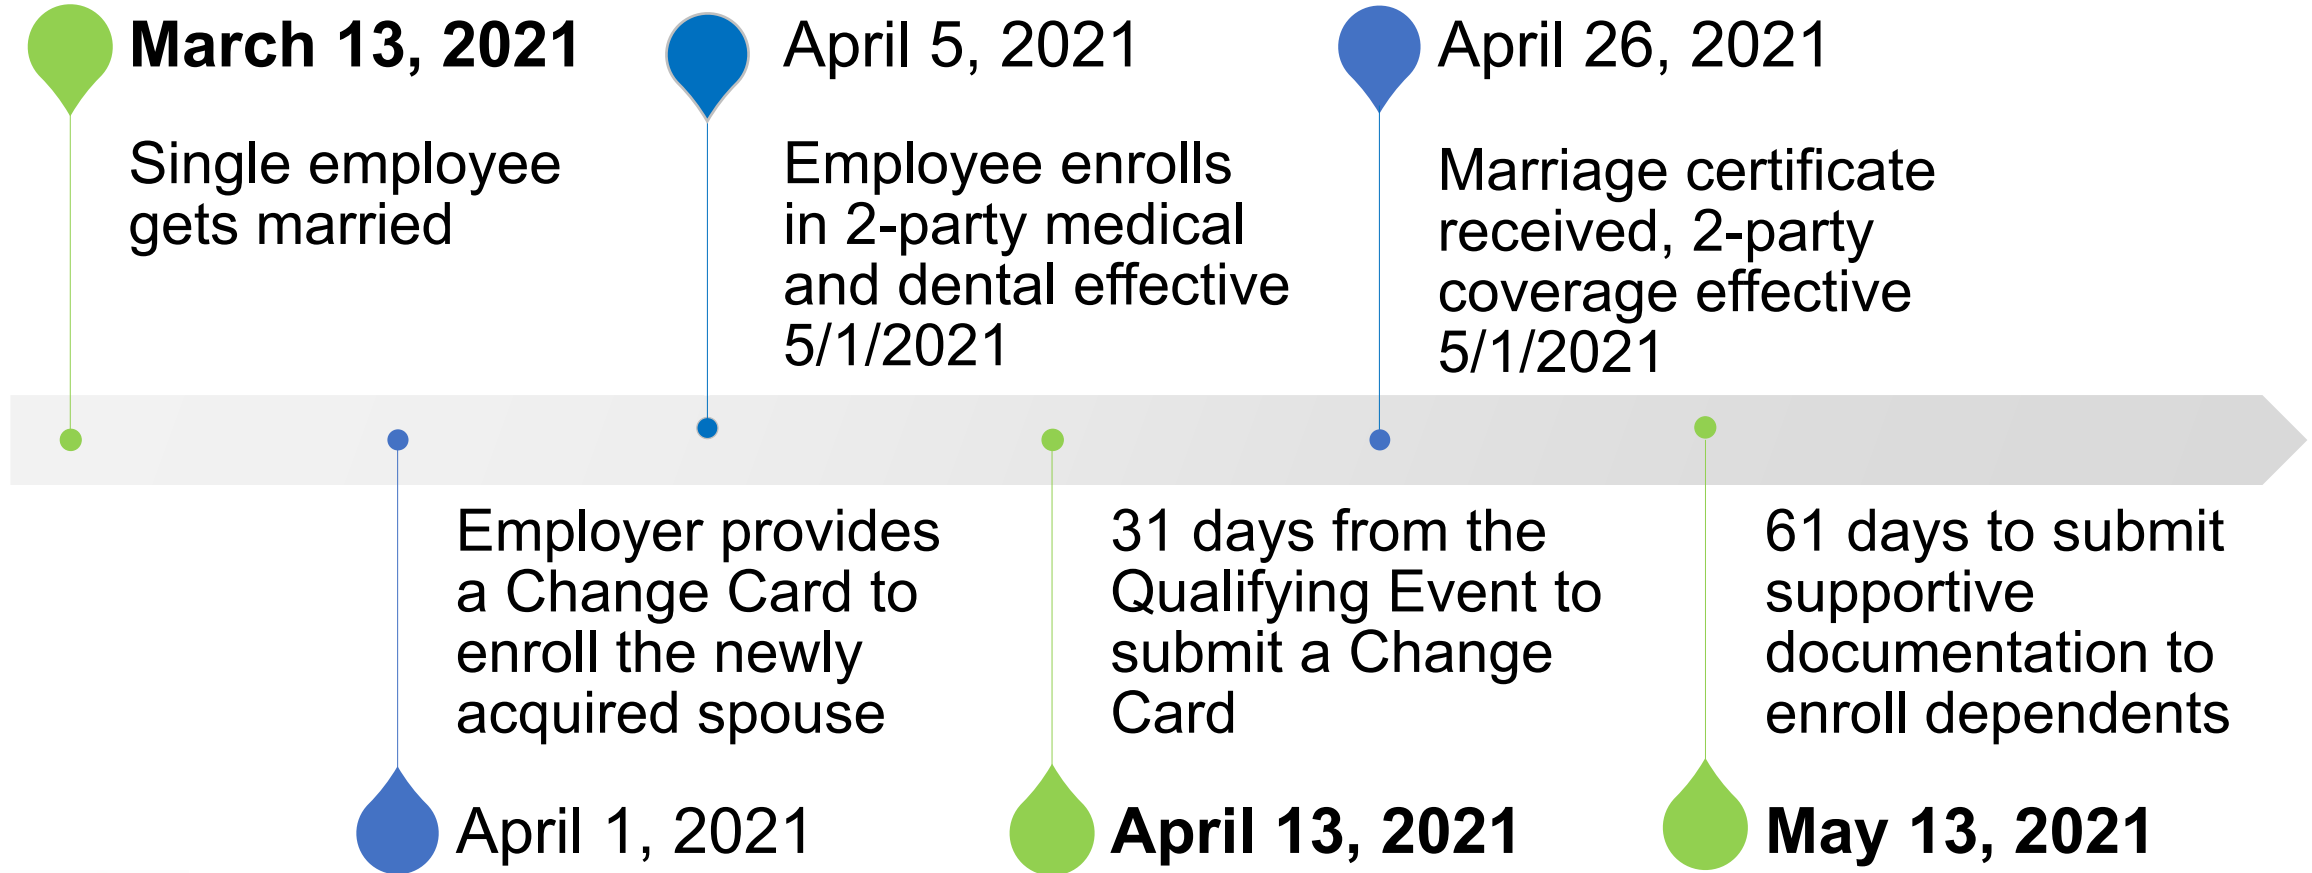 March 13, 2021
Single employee
gets married
April 1, 2021
Employer provides
a Change Card to
enroll the newly
acquired spouse
April 5, 2021
Employee enrolls
in 2-party medical
and dental effective
5/1/2021
April 13, 2021
31 days from the
Qualifying Event to
submit a Change
Card
April 26, 2021
Marriage certificate
received, 2-party
coverage effective
5/1/2021
May 13, 2021
61 days to submit
supportive
documentation to
enroll dependents